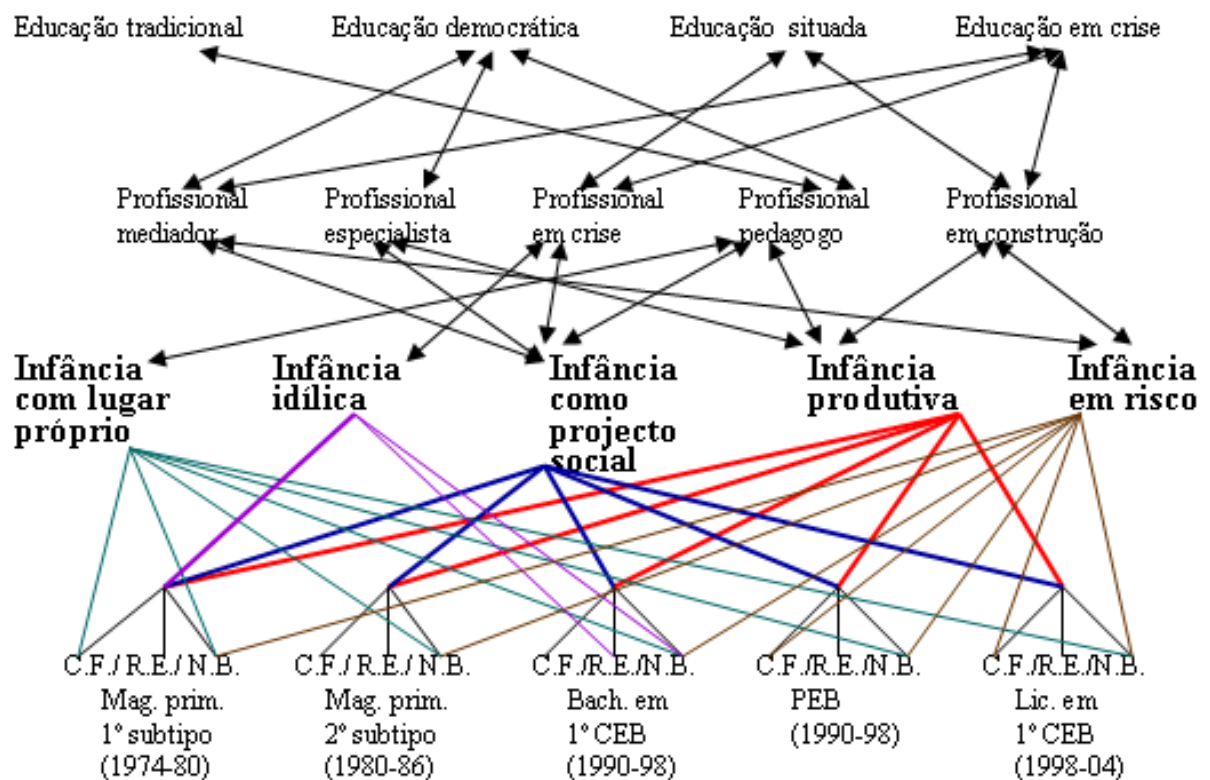 Educação tradicional Educação democrática Educação situada Educação em crise
Profissional Profissional Profissional Profissional Profissional
mediador especialista em crise pedagogo em construção
Infância Infância Infância Infância Infância
com lugar idílica como produtiva em risco
próprio projecto
social
C.F./R.E./N.B. C.F./R.E./N.B. C.F./R.E./N.B. C.F./R.E./N.B. C.F./R.E./N.B.
Mag. prim. Mag. prim. Bach. em PEB Lic. em
1º subtipo 2º subtipo 1º CEB (1990-98) 1º CEB
(1974-80) (1980-86) (1990-98) (1998-04)